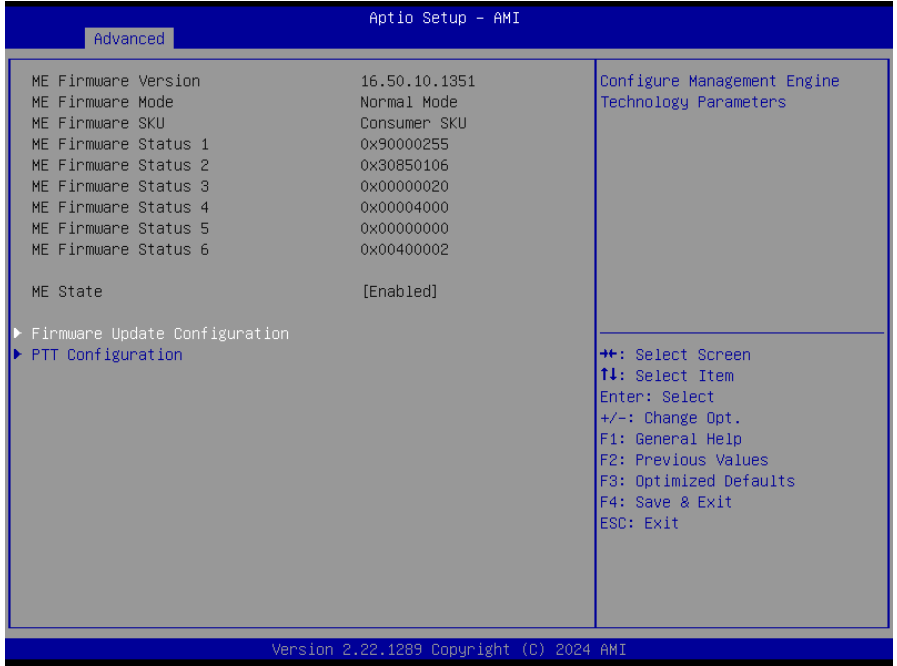 Aptio Setup – AMI
Advanced
ME Firmware Version 16.50.10.1351
ME Firmware Mode Normal Mode
ME Firmware SKU Consumer SKU
ME Firmware Status 1 0x90000255
ME Firmware Status 2 0x30850106
ME Firmware Status 3 0x00000020
ME Firmware Status 4 0x00004000
ME Firmware Status 5 0x00000000
ME Firmware Status 6 0x00400002
ME State [Enabled]
Firmware Update Configuration
PTT Configuration
Configure Management Engine
Technology Parameters
→←: Select Screen
↑↓: Select Item
Enter: Select
+/-: Change Opt.
F1: General Help
F2: Previous Values
F3: Optimized Defaults
F4: Save & Exit
ESC: Exit
Version 2.22.1289 Copyright (C) 2024 AMI